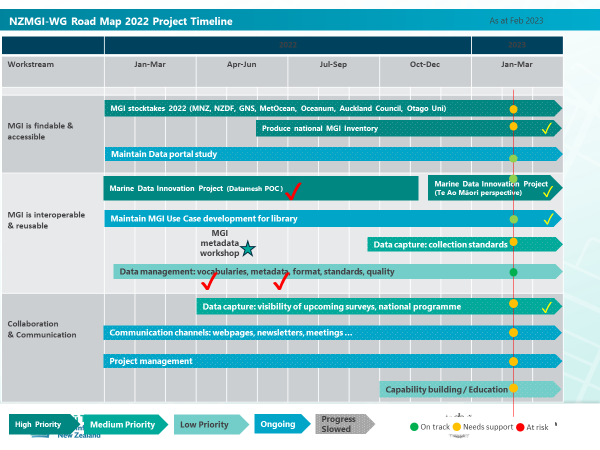 NZMGI-WG Road Map 2022 Project Timeline
As at Feb 2023
2022
2023
Workstream
Jan-Mar
Apr-Jun
Jul-Sep
Oct-Dec
Jan-Mar
MGI is findable &
accessible
MGI stocktakes 2022 (MNZ, NZDF, GNS, MetOcean, Oceanum, Auckland Council, Otago Uni)
Produce national MGI Inventory
Maintain Data portal study
MGI is interoperable
& reusable
Marine Data Innovation Project (Datamesh POC)
Marine Data Innovation Project
(Te Ao Māori perspective)
Maintain MGI Use Case development for library
MGI
metadata
workshop
Data capture: collection standards
Data management: vocabularies, metadata, format, standards, quality
Collaboration
& Communication
Data capture: visibility of upcoming surveys, national programme
Communication channels: webpages, newsletters, meetings...
Project management
Capability building / Education
High Priority
Medium Priority
Low Priority
Ongoing
Progress
Slowed
On track
Needs support
At risk
New Zealand